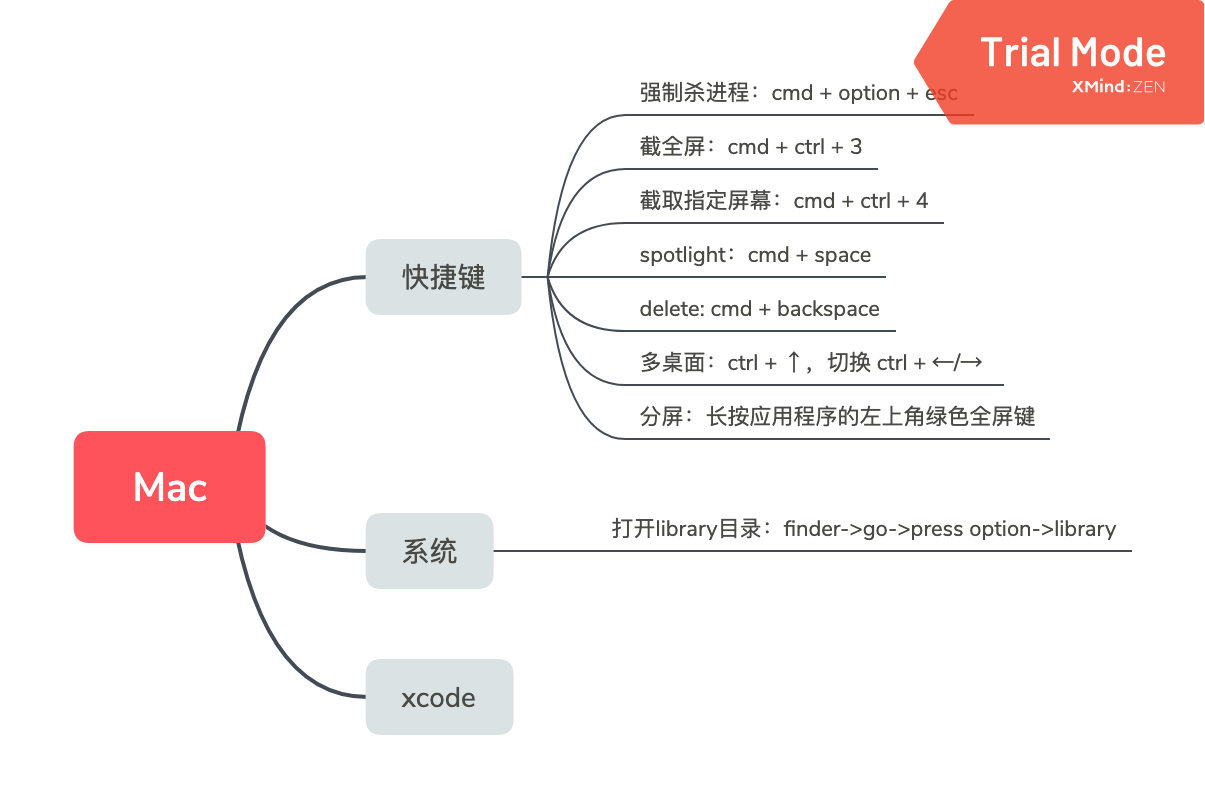 Trial Mode
XMind:ZEN
强制杀进程：cmd + option + esc
截全屏：cmd + ctrl + 3
截取指定屏幕：cmd + ctrl + 4
spotlight：cmd + space
快捷键
delete: cmd + backspace
多桌面：ctrl + ↑，切换 ctrl + ←/→
分屏：长按应用程序的左上角绿色全屏键
Mac
系统
打开library目录：finder->go->press option->library
xcode